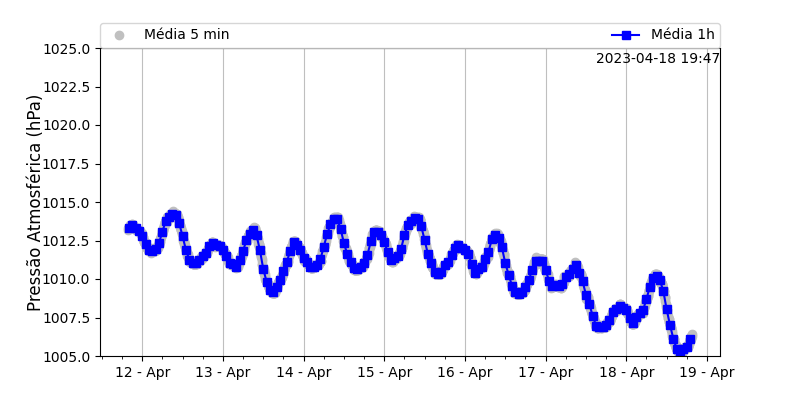 Média 5 min
Média 1h
2023-04-18 19:47
Pressão Atmosférica (hPa)
1025.0
1022.5
1020.0
1017.5
1015.0
1012.5
1010.0
1007.5
1005.0
12 - Apr
13 - Apr
14 - Apr
15 - Apr
16 - Apr
17 - Apr
18 - Apr
19 - Apr